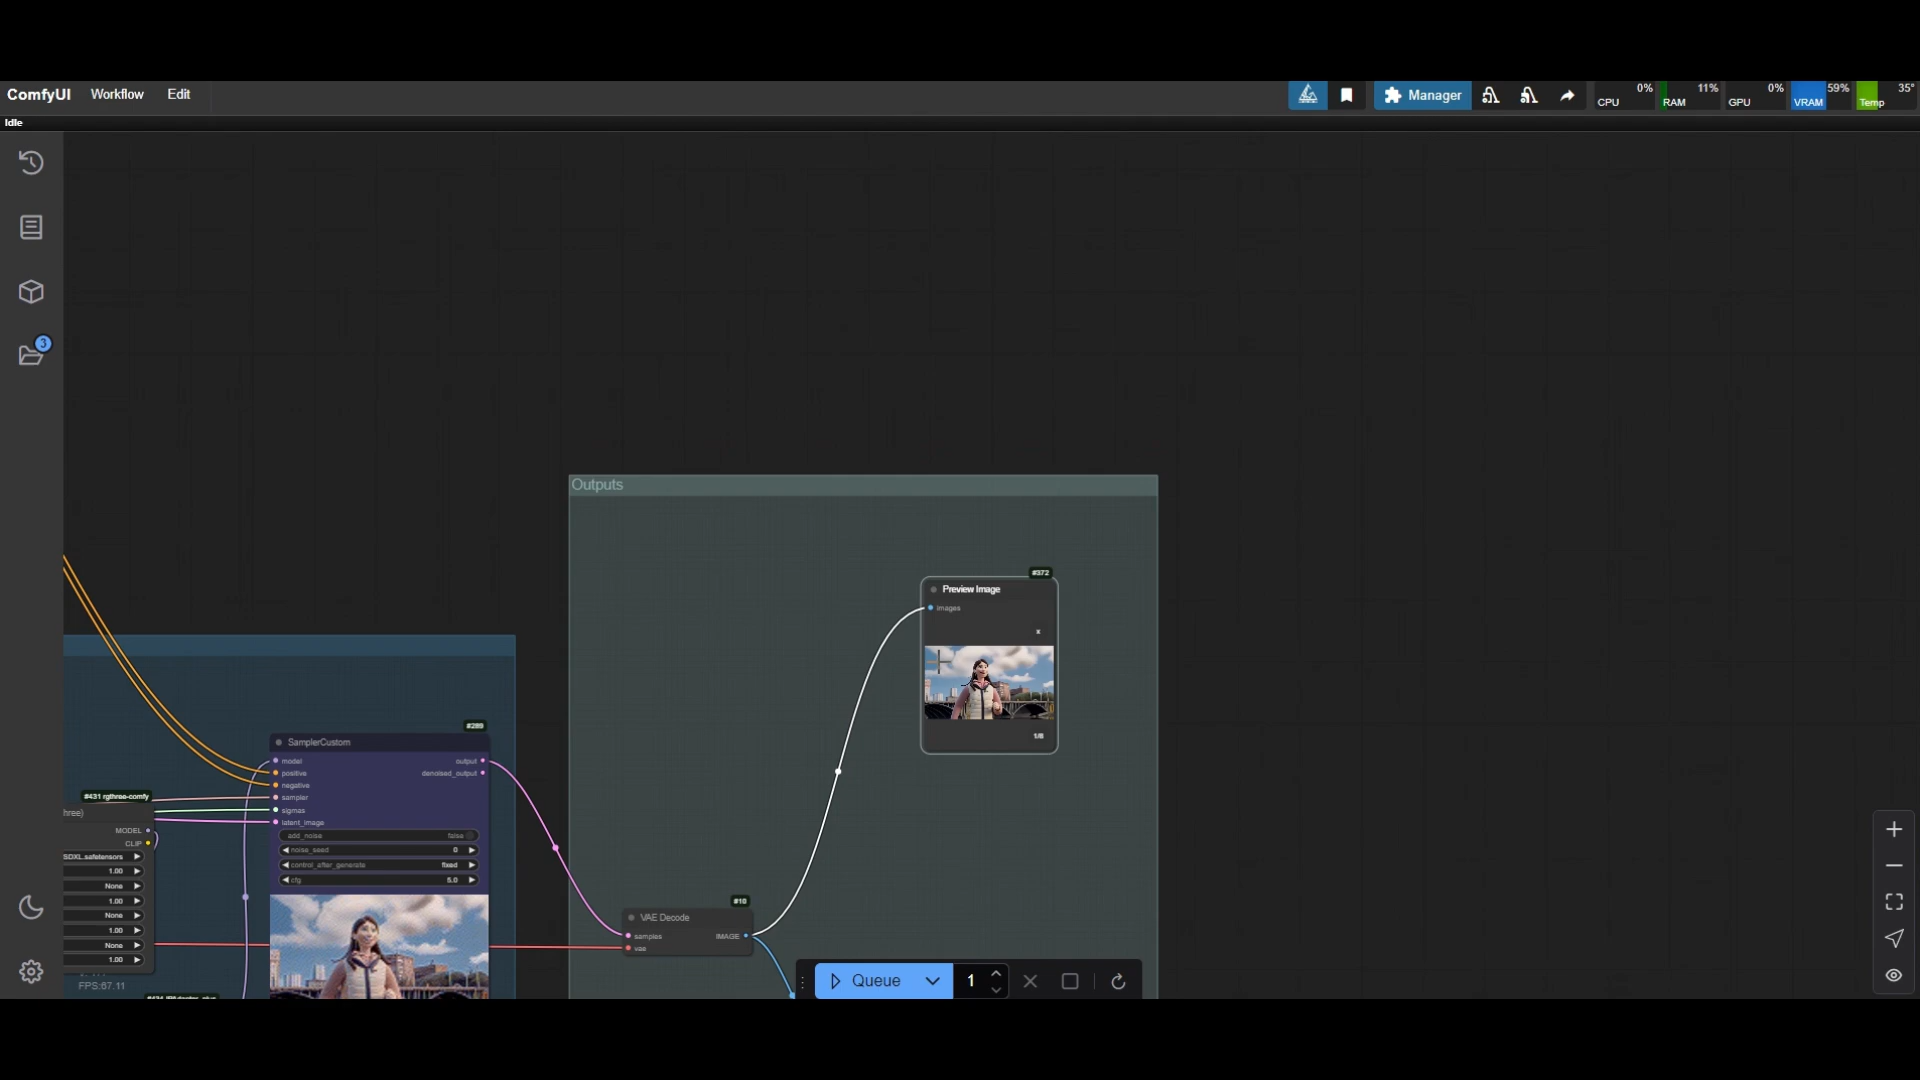 ComfyUI Workflow Edit
Manager
CPU 0% RAM 11% GPU 0% VRAM 59% Temp 35°
Idle
3
Outputs
#372
Preview Image
images
x
1/8
#289
SamplerCustom
model output
positive denoised_output
negative
sampler
sigmas
latent_image
add_noise false
noise_seed 0
control_after_generate fixed
cfg 5.0
#431 rgthree-comfy
hree)
MODEL
CLIP
SDXL.safetensors
1.00
None
1.00
None
1.00
None
1.00
FPS:67.11
#10
VAE Decode
samples IMAGE
vae
Queue 1